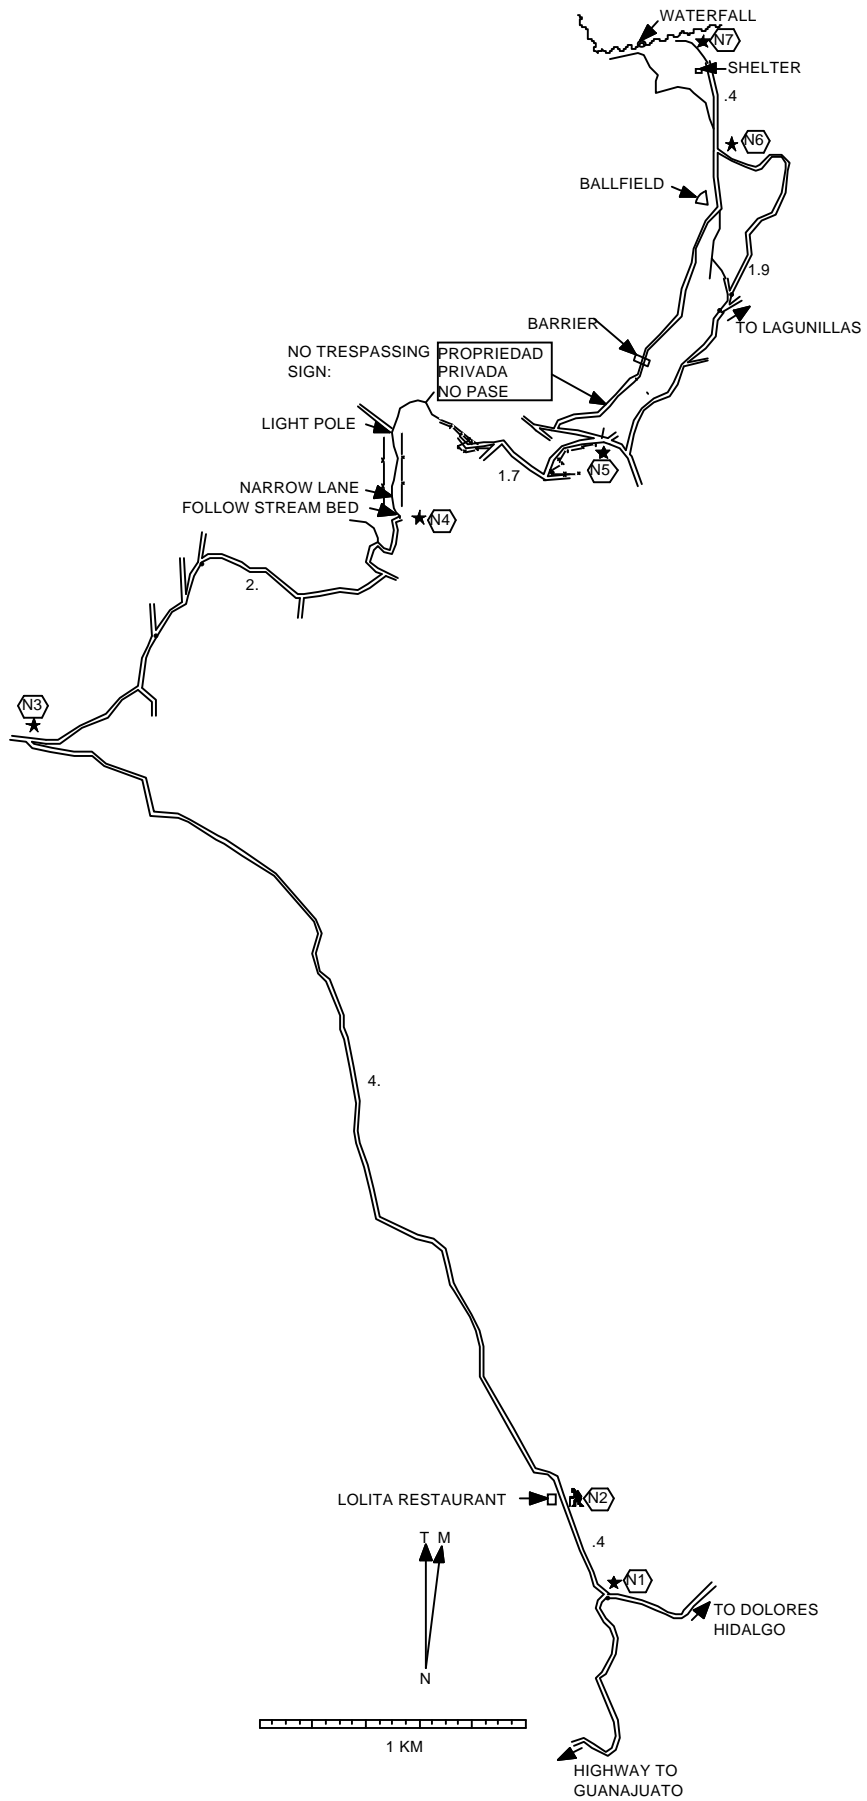 WATERFALL
N7
SHELTER
.4
N6
BALLFIELD
1.9
TO LAGUNILLAS
BARRIER
NO TRESPASSING
SIGN:
PROPRIEDAD
PRIVADA
NO PASE
LIGHT POLE
N5
1.7
NARROW LANE
FOLLOW STREAM BED
N4
2.
N3
4.
LOLITA RESTAURANT
N2
.4
T M
N
N1
TO DOLORES
HIDALGO
1 KM
HIGHWAY TO
GUANAJUATO